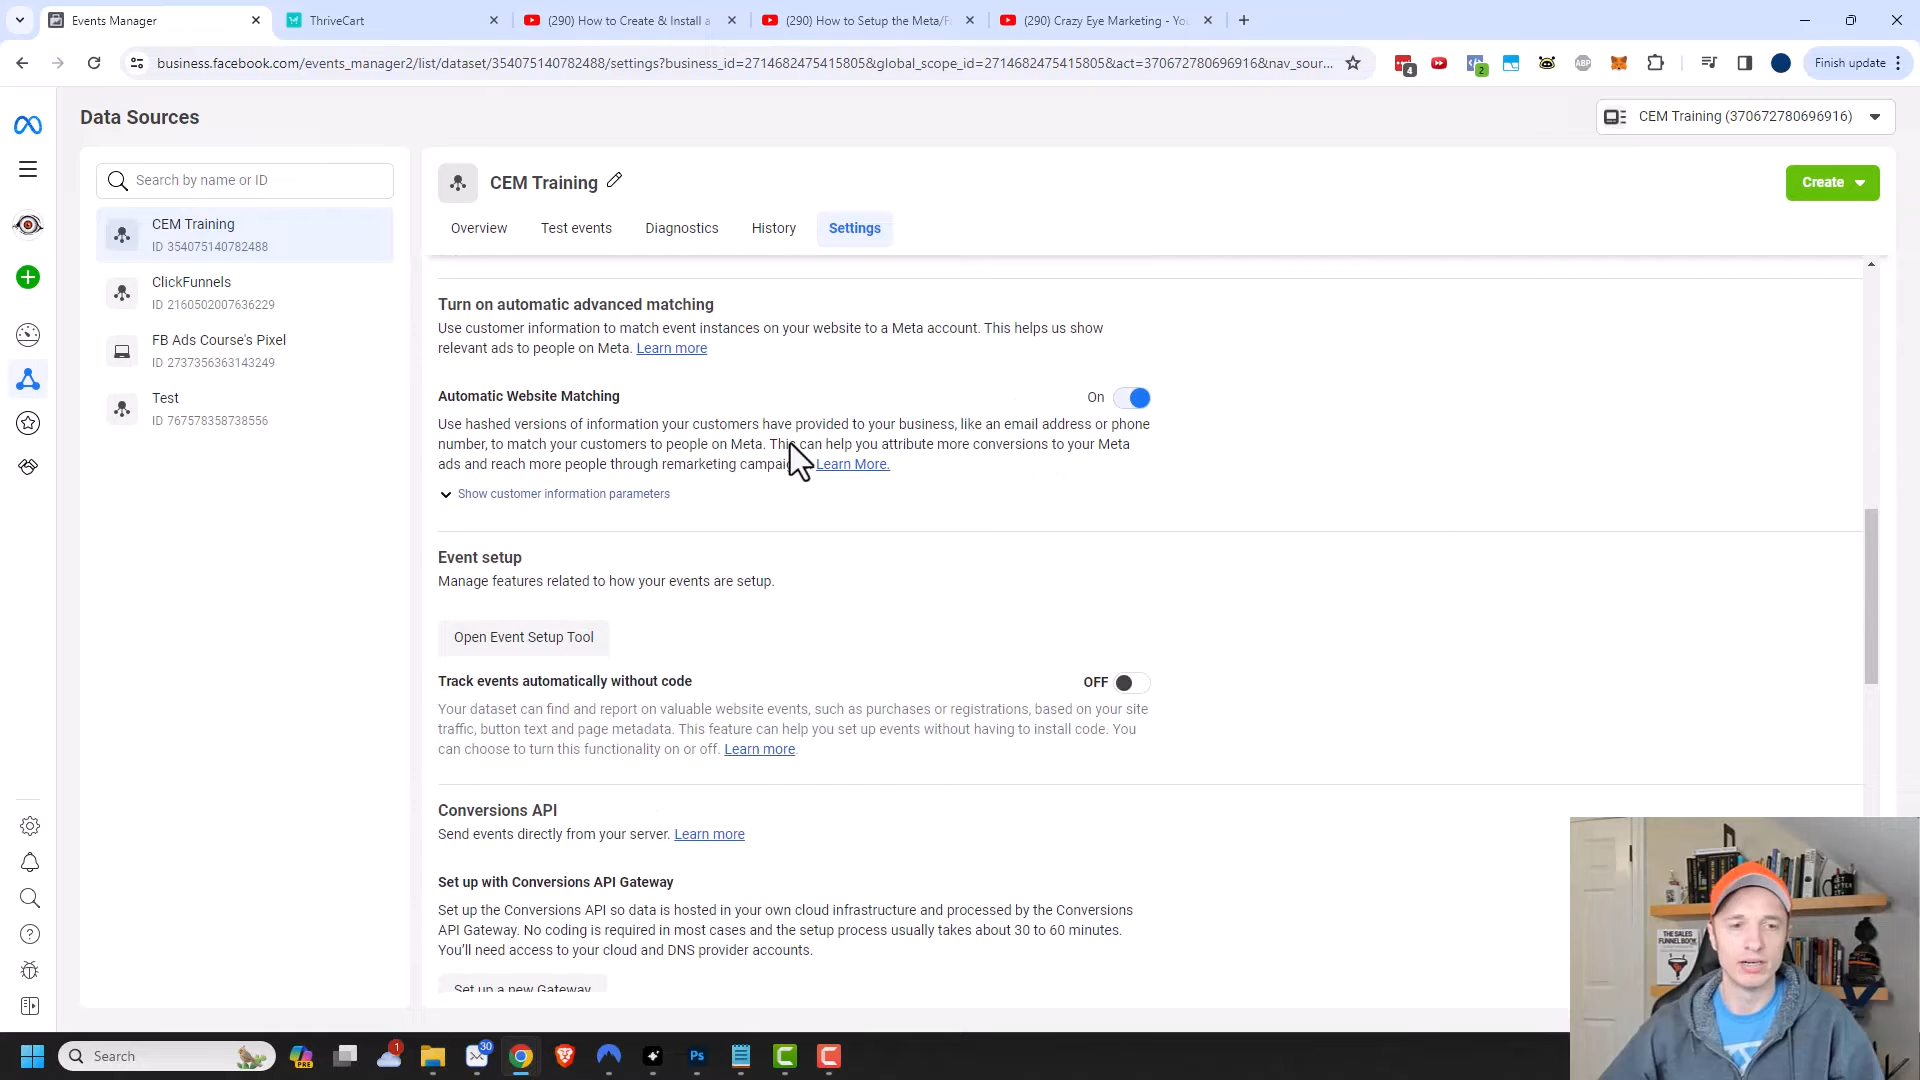 Events Manager
ThriveCart
(290) How to Create & Install a
(290) How to Setup the Meta/F
(290) Crazy Eye Marketing - You
business.facebook.com/events_manager2/list/dataset/354075140782488/settings?business_id=2714682475415805&global_scope_id=2714682475415805&act=370672780696916&nav_sour...
4
2
ABP
Finish update
Data Sources
CEM Training (370672780696916)
Search by name or ID
CEM Training
ID 354075140782488
ClickFunnels
ID 2160502007636229
FB Ads Course's Pixel
ID 2737356363143249
Test
ID 767578358738556
CEM Training
Create
Overview
Test events
Diagnostics
History
Settings
Turn on automatic advanced matching
Use customer information to match event instances on your website to a Meta account. This helps us show
relevant ads to people on Meta. Learn more
Automatic Website Matching
On
Use hashed versions of information your customers have provided to your business, like an email address or phone
number, to match your customers to people on Meta. This can help you attribute more conversions to your Meta
ads and reach more people through remarketing campai Learn More.
Show customer information parameters
Event setup
Manage features related to how your events are setup.
Open Event Setup Tool
Track events automatically without code
OFF
Your dataset can find and report on valuable website events, such as purchases or registrations, based on your site
traffic, button text and page metadata. This feature can help you set up events without having to install code. You
can choose to turn this functionality on or off. Learn more.
Conversions API
Send events directly from your server. Learn more
Set up with Conversions API Gateway
Set up the Conversions API so data is hosted in your own cloud infrastructure and processed by the Conversions
API Gateway. No coding is required in most cases and the setup process usually takes about 30 to 60 minutes.
You'll need access to your cloud and DNS provider accounts.
Set up a new Gateway
THE SALES
FUNNEL BOOK
Search
PRE
1
30
Ps